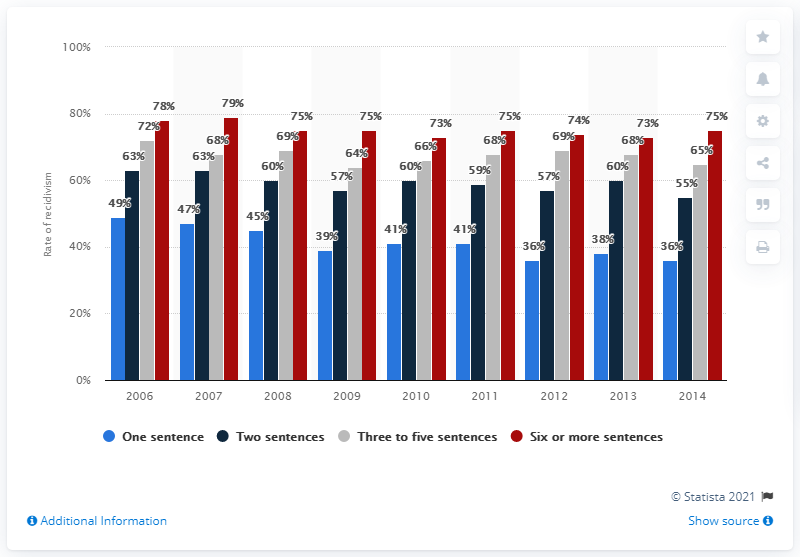 100%
80%
60%
40%
20%
0%
Rate of recidivism
49% 63% 72% 78%
47% 63% 68% 79%
45% 60% 69% 75%
39% 57% 64% 75%
41% 60% 66% 73%
41% 59% 68% 75%
36% 57% 69% 74%
38% 60% 68% 73%
36% 55% 65% 75%
2006 2007 2008 2009 2010 2011 2012 2013 2014
One sentence Two sentences Three to five sentences Six or more sentences
© Statista 2021
Additional Information Show source